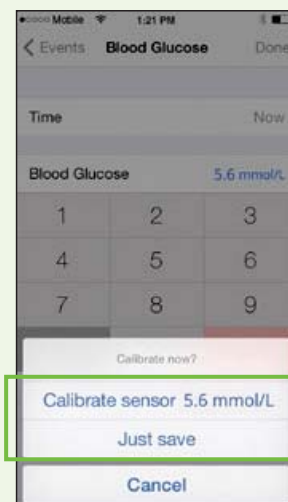 Mobile 1:21 PM
Events Blood Glucose Done
Time Now
Blood Glucose 5.6 mmol/L
1 2 3
4 5 6
7 8 9
Calibrate now?
Calibrate sensor 5.6 mmol/L
Just save
Cancel